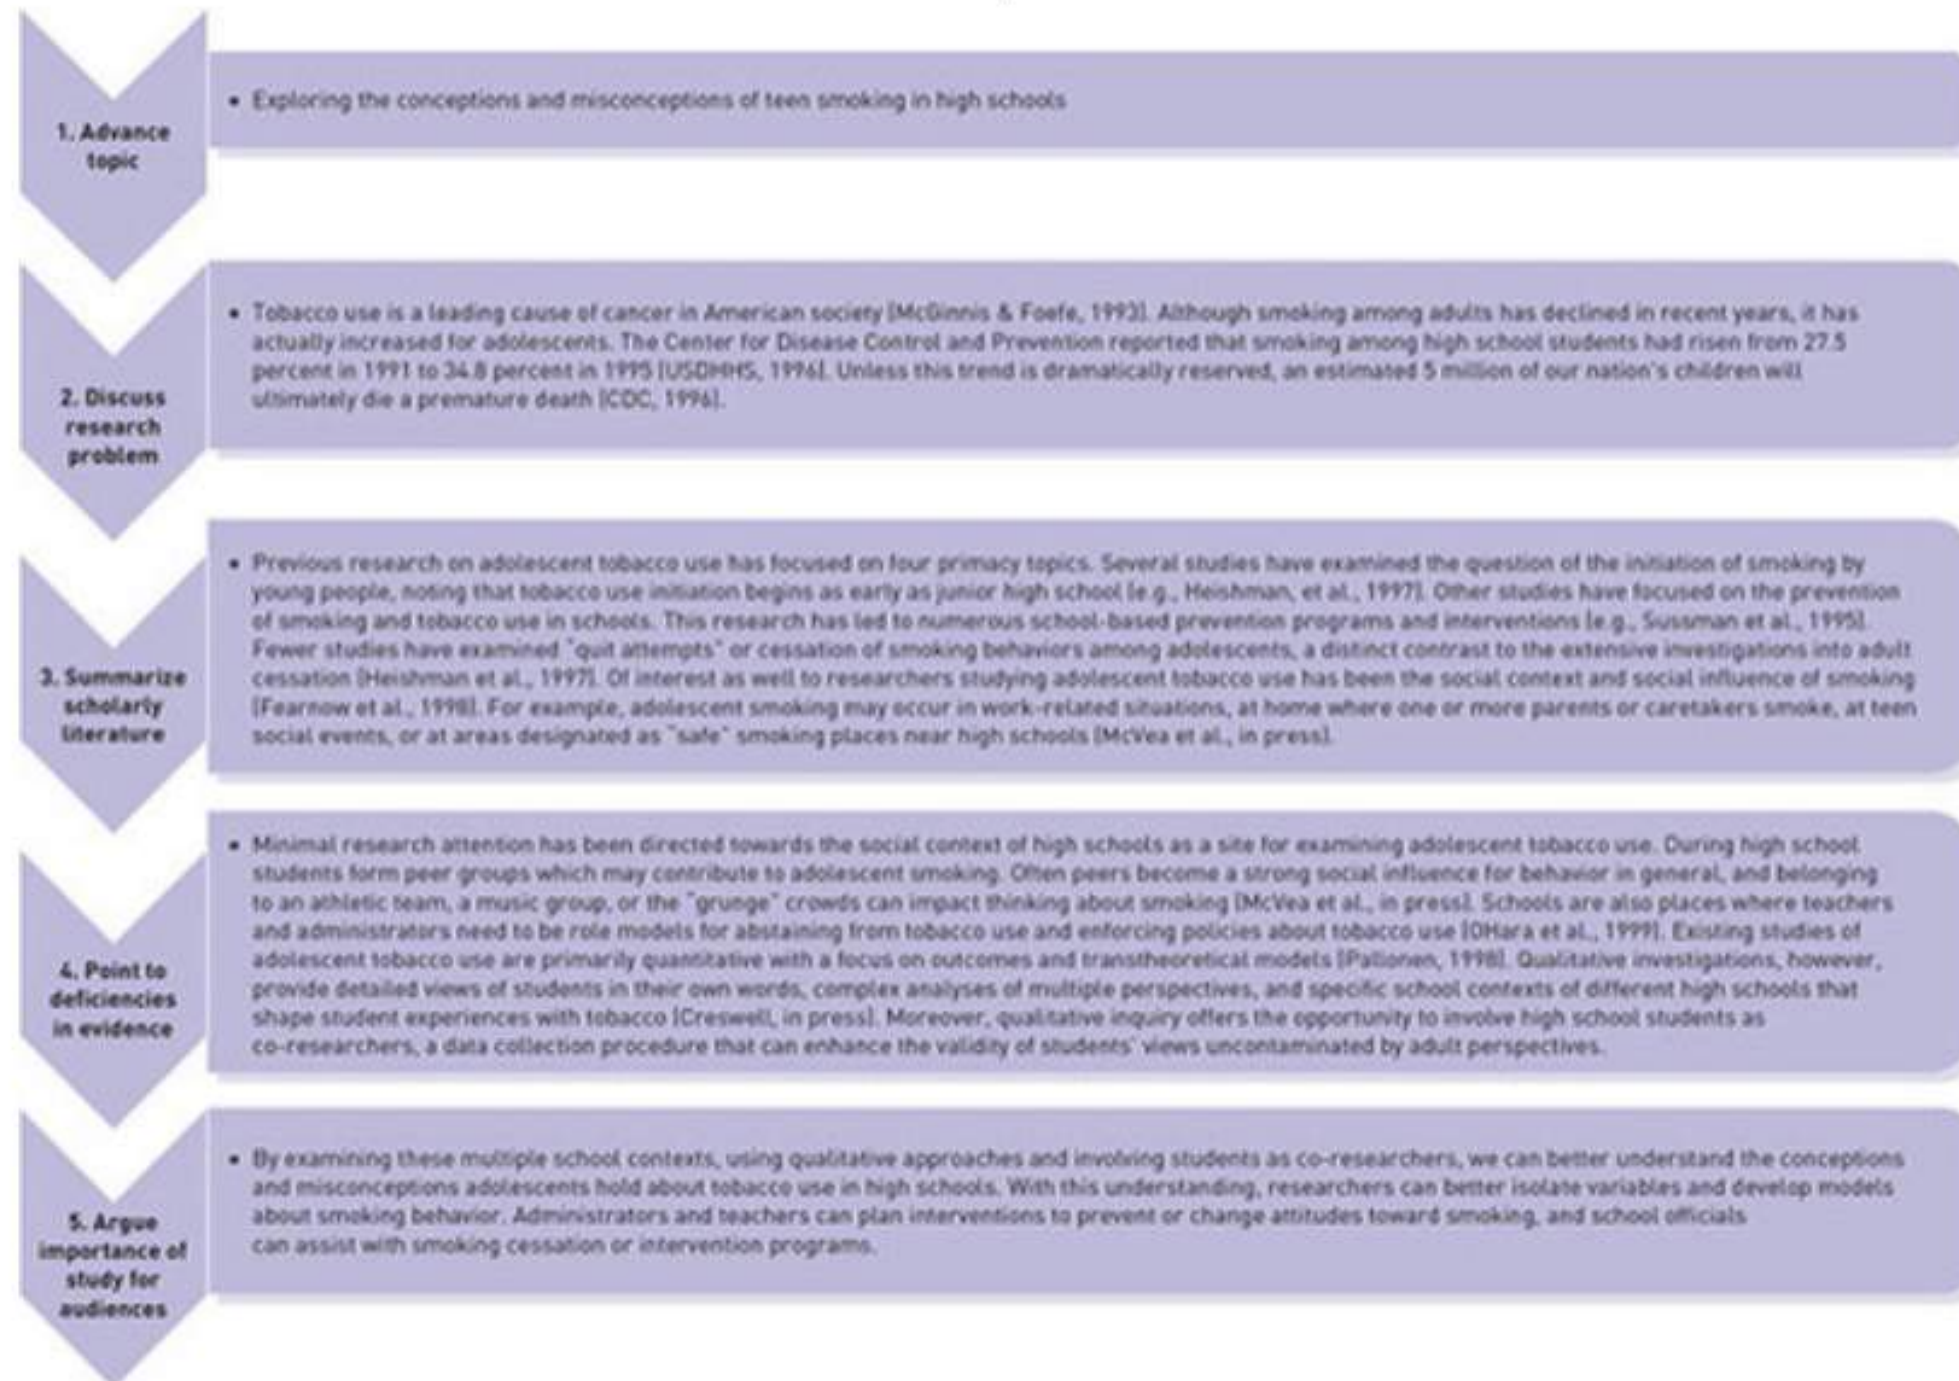 1. Advance
topic
• Exploring the conceptions and misconceptions of teen smoking in high schools
2. Discuss
research
problem
• Tobacco use is a leading cause of cancer in American society (McGinnis & Foefe, 1993). Although smoking among adults has declined in recent years, it has
actually increased for adolescents. The Center for Disease Control and Prevention reported that smoking among high school students had risen from 27.5
percent in 1991 to 34.8 percent in 1995 (USDHHS, 1996). Unless this trend is dramatically reserved, an estimated 5 million of our nation's children will
ultimately die a premature death (CDC, 1996).
3. Summarize
scholarly
literature
• Previous research on adolescent tobacco use has focused on four primacy topics. Several studies have examined the question of the initiation of smoking by
young people, noting that tobacco use initiation begins as early as junior high school (e.g., Heishman, et al., 1997). Other studies have focused on the prevention
of smoking and tobacco use in schools. This research has led to numerous school-based prevention programs and interventions (e.g., Sussman et al., 1995).
Fewer studies have examined "quit attempts" or cessation of smoking behaviors among adolescents, a distinct contrast to the extensive investigations into adult
cessation (Heishman et al., 1997). Of interest as well to researchers studying adolescent tobacco use has been the social context and social influence of smoking
(Fearnow et al., 1998). For example, adolescent smoking may occur in work-related situations, at home where one or more parents or caretakers smoke, at teen
social events, or at areas designated as "safe" smoking places near high schools (McVea et al., in press).
4. Point to
deficiencies
in evidence
• Minimal research attention has been directed towards the social context of high schools as a site for examining adolescent tobacco use. During high school
students form peer groups which may contribute to adolescent smoking. Often peers become a strong social influence for behavior in general, and belonging
to an athletic team, a music group, or the "grunge" crowds can impact thinking about smoking (McVea et al., in press). Schools are also places where teachers
and administrators need to be role models for abstaining from tobacco use and enforcing policies about tobacco use (OHara et al., 1999). Existing studies of
adolescent tobacco use are primarily quantitative with a focus on outcomes and transtheoretical models (Pallonen, 1998). Qualitative investigations, however,
provide detailed views of students in their own words, complex analyses of multiple perspectives, and specific school contexts of different high schools that
shape student experiences with tobacco (Creswell, in press). Moreover, qualitative inquiry offers the opportunity to involve high school students as
co-researchers, a data collection procedure that can enhance the validity of students' views uncontaminated by adult perspectives.
5. Argue
importance of
study for
audiences
• By examining these multiple school contexts, using qualitative approaches and involving students as co-researchers, we can better understand the conceptions
and misconceptions adolescents hold about tobacco use in high schools. With this understanding, researchers can better isolate variables and develop models
about smoking behavior. Administrators and teachers can plan interventions to prevent or change attitudes toward smoking, and school officials
can assist with smoking cessation or intervention programs.